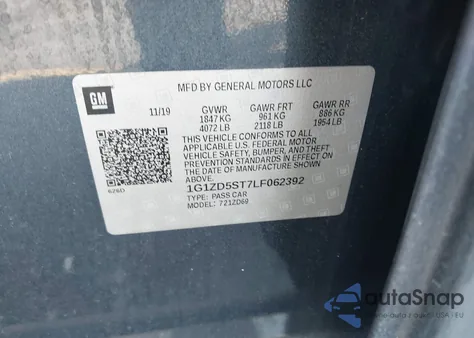 GM
MFD BY GENERAL MOTORS LLC
11/19 GVWR GAWR FRT GAWR RR
1847 KG 961 KG 886 KG
4072 LB 2118 LB 1954 LB
THIS VEHICLE CONFORMS TO ALL
APPLICABLE U.S. FEDERAL MOTOR
VEHICLE SAFETY, BUMPER, AND THEFT
PREVENTION STANDARDS IN EFFECT ON
THE DATE OF MANUFACTURE SHOWN ABOVE.
1G1ZD5ST7LF062392
TYPE: PASS CAR
MODEL: 721ZD69
autoSnap